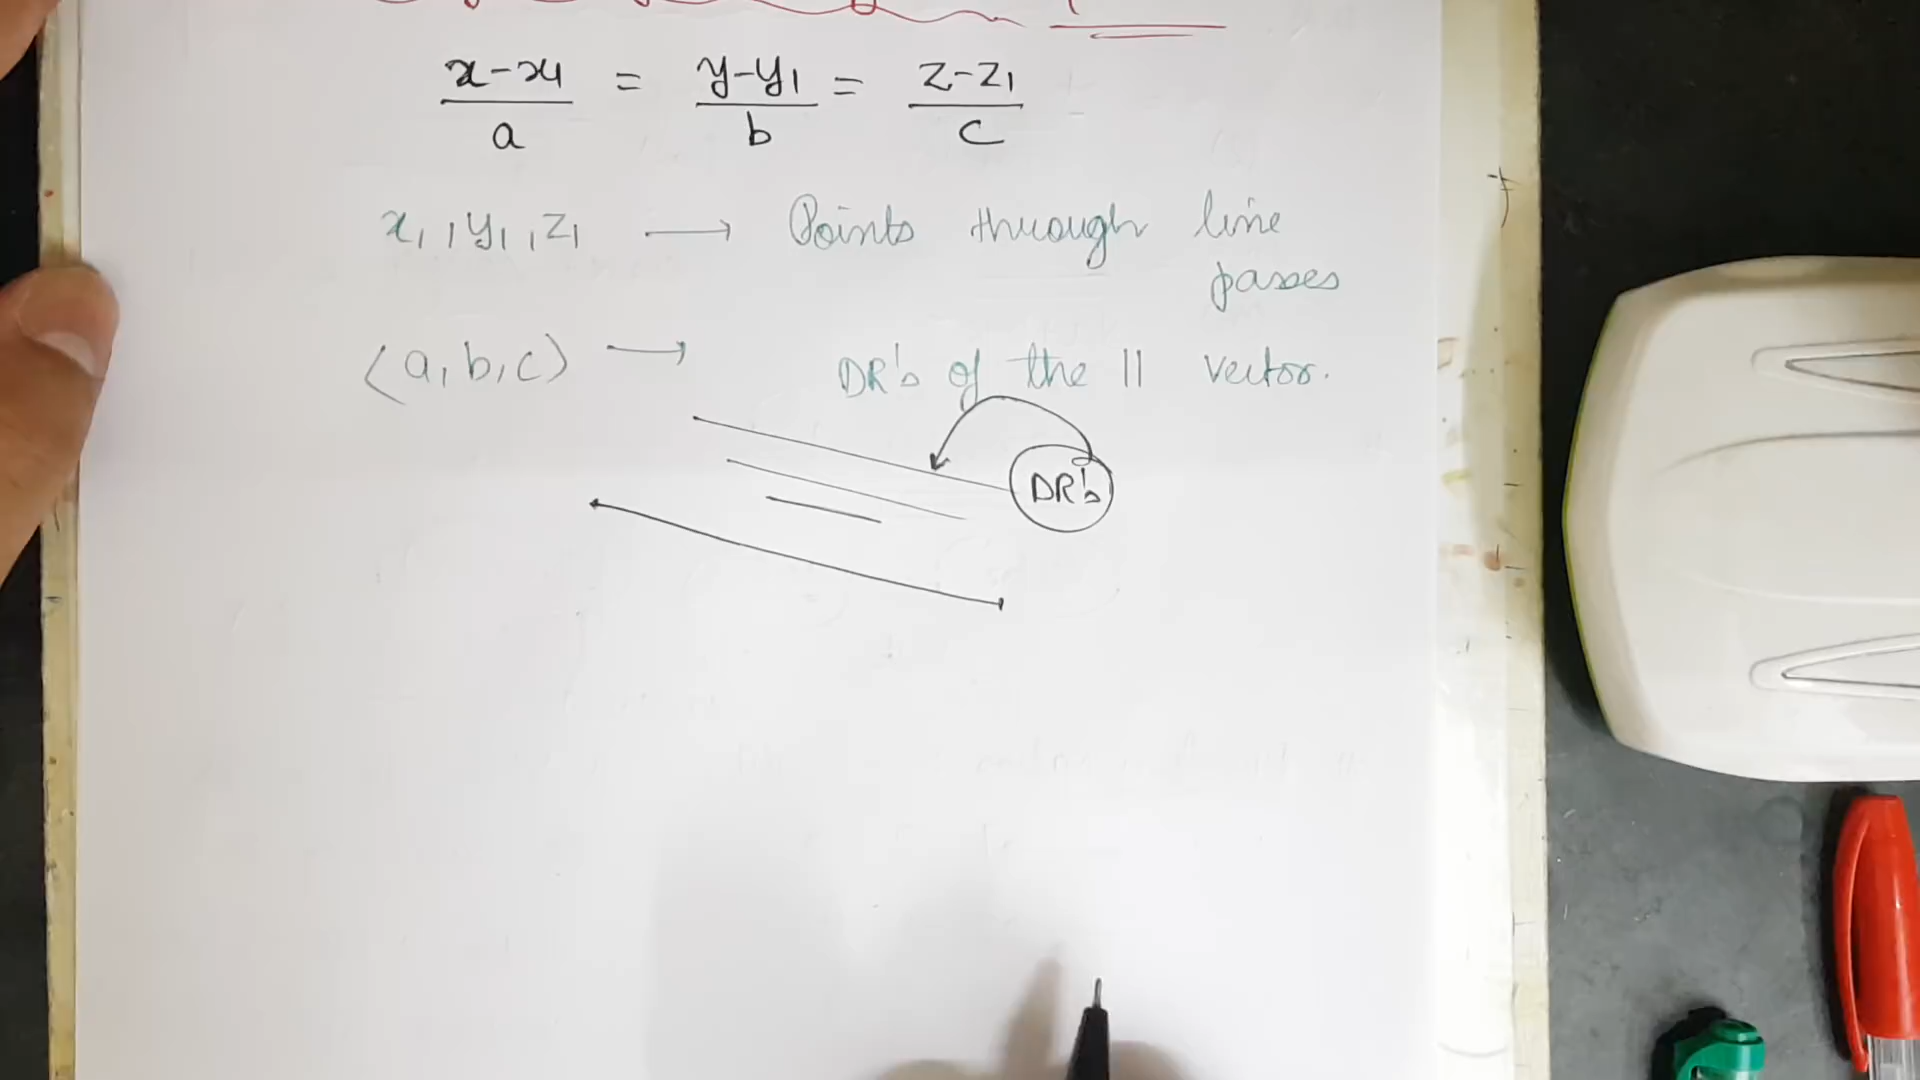 x-x1/a = y-y1/b = z-z1/c
x1, y1, z1 → Points through line
passes
⟨a, b, c⟩ → DR's of the || vector.
DR's